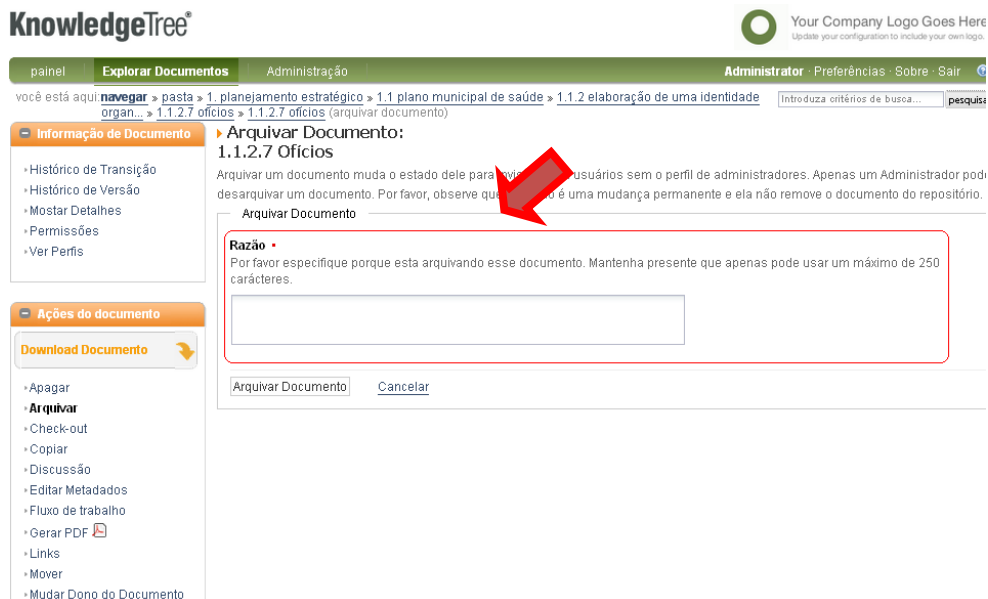 KnowledgeTree®
Your Company Logo Goes Here
Update your configuration to include your own logo.
painel Explorar Documentos Administração
Administrator · Preferências · Sobre · Sair
você está aqui: navegar » pasta » 1. planejamento estratégico » 1.1 plano municipal de saúde » 1.1.2 elaboração de uma identidade
organ... » 1.1.2.7 ofícios » 1.1.2.7 ofícios (arquivar documento)
Introduza critérios de busca...
pesquisa
Informação de Documento
Histórico de Transição
Histórico de Versão
Mostar Detalhes
Permissões
Ver Perfis
Ações do documento
Download Documento
Apagar
Arquivar
Check-out
Copiar
Discussão
Editar Metadados
Fluxo de trabalho
Gerar PDF
Links
Mover
Mudar Dono do Documento
Arquivar Documento:
1.1.2.7 Ofícios
Arquivar um documento muda o estado dele para usuários sem o perfil de administradores. Apenas um Administrador pode
desarquivar um documento. Por favor, observe que é uma mudança permanente e ela não remove o documento do repositório.
Arquivar Documento
Razão
Por favor especifique porque esta arquivando esse documento. Mantenha presente que apenas pode usar um máximo de 250
carácteres.
Arquivar Documento Cancelar